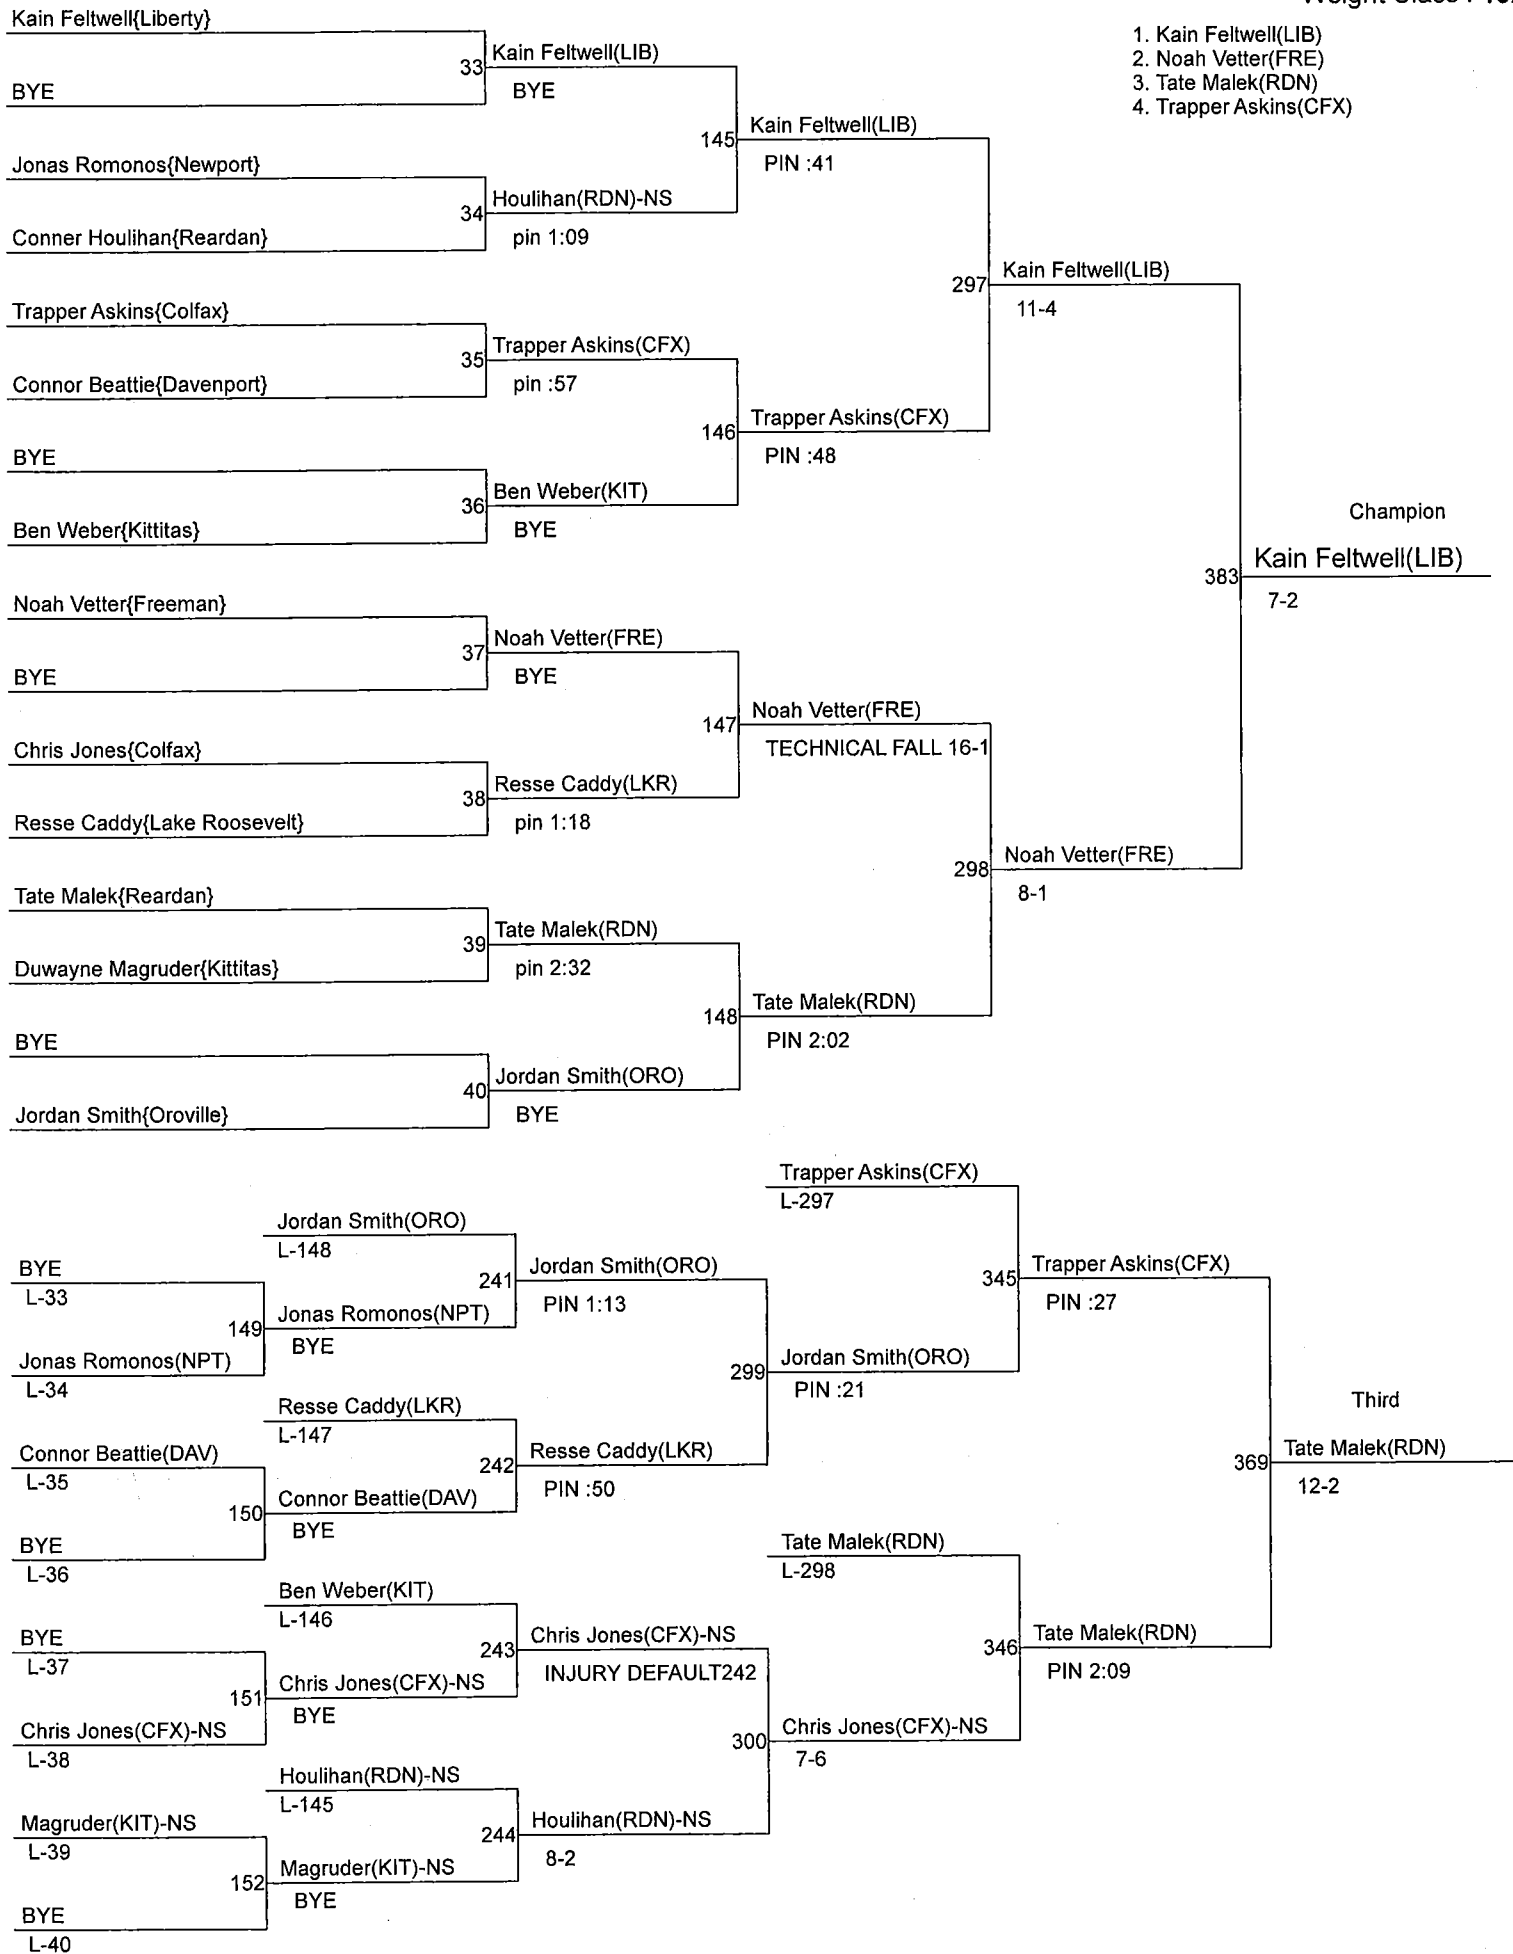 Weight Class :
1. Kain Feltwell(LIB)
2. Noah Vetter(FRE)
3. Tate Malek(RDN)
4. Trapper Askins(CFX)
Kain Feltwell{Liberty}
33
Kain Feltwell(LIB)
BYE
BYE
145
Kain Feltwell(LIB)
PIN :41
Jonas Romonos{Newport}
34
Houlihan(RDN)-NS
Conner Houlihan{Reardan}
pin 1:09
297
Kain Feltwell(LIB)
11-4
Trapper Askins{Colfax}
35
Trapper Askins(CFX)
Connor Beattie{Davenport}
pin :57
146
Trapper Askins(CFX)
PIN :48
BYE
36
Ben Weber(KIT)
Ben Weber{Kittitas}
BYE
Champion
383
Kain Feltwell(LIB)
7-2
Noah Vetter{Freeman}
37
Noah Vetter(FRE)
BYE
BYE
147
Noah Vetter(FRE)
TECHNICAL FALL 16-1
Chris Jones{Colfax}
38
Resse Caddy(LKR)
Resse Caddy{Lake Roosevelt}
pin 1:18
298
Noah Vetter(FRE)
8-1
Tate Malek{Reardan}
39
Tate Malek(RDN)
Duwayne Magruder{Kittitas}
pin 2:32
148
Tate Malek(RDN)
PIN 2:02
BYE
40
Jordan Smith(ORO)
Jordan Smith{Oroville}
BYE
Trapper Askins(CFX)
L-297
Jordan Smith(ORO)
L-148
BYE
L-33
241
Jordan Smith(ORO)
PIN 1:13
345
Trapper Askins(CFX)
PIN :27
149
Jonas Romonos(NPT)
BYE
Jonas Romonos(NPT)
L-34
299
Jordan Smith(ORO)
PIN :21
Resse Caddy(LKR)
L-147
Third
Connor Beattie(DAV)
L-35
242
Resse Caddy(LKR)
PIN :50
369
Tate Malek(RDN)
12-2
150
Connor Beattie(DAV)
BYE
BYE
L-36
Tate Malek(RDN)
L-298
Ben Weber(KIT)
L-146
BYE
L-37
243
Chris Jones(CFX)-NS
INJURY DEFAULT242
346
Tate Malek(RDN)
PIN 2:09
151
Chris Jones(CFX)-NS
BYE
Chris Jones(CFX)-NS
L-38
300
Chris Jones(CFX)-NS
7-6
Houlihan(RDN)-NS
L-145
Magruder(KIT)-NS
L-39
244
Houlihan(RDN)-NS
8-2
152
Magruder(KIT)-NS
BYE
BYE
L-40